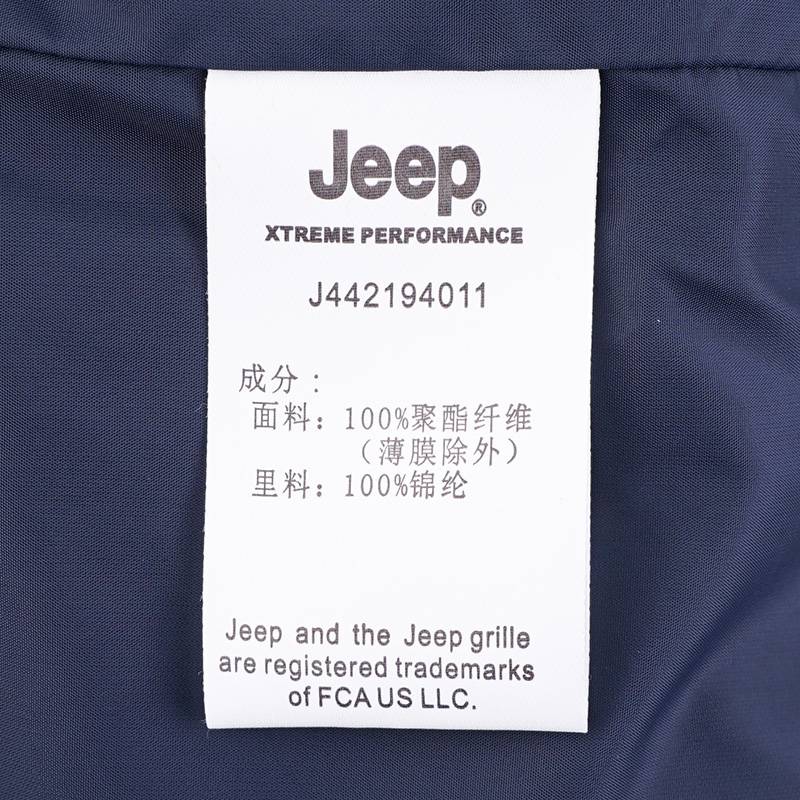 Jeep®
XTREME PERFORMANCE
J442194011
成分：
面料：100%聚酯纤维
（薄膜除外）
里料：100%锦纶
Jeep and the Jeep grille
are registered trademarks
of FCA US LLC.